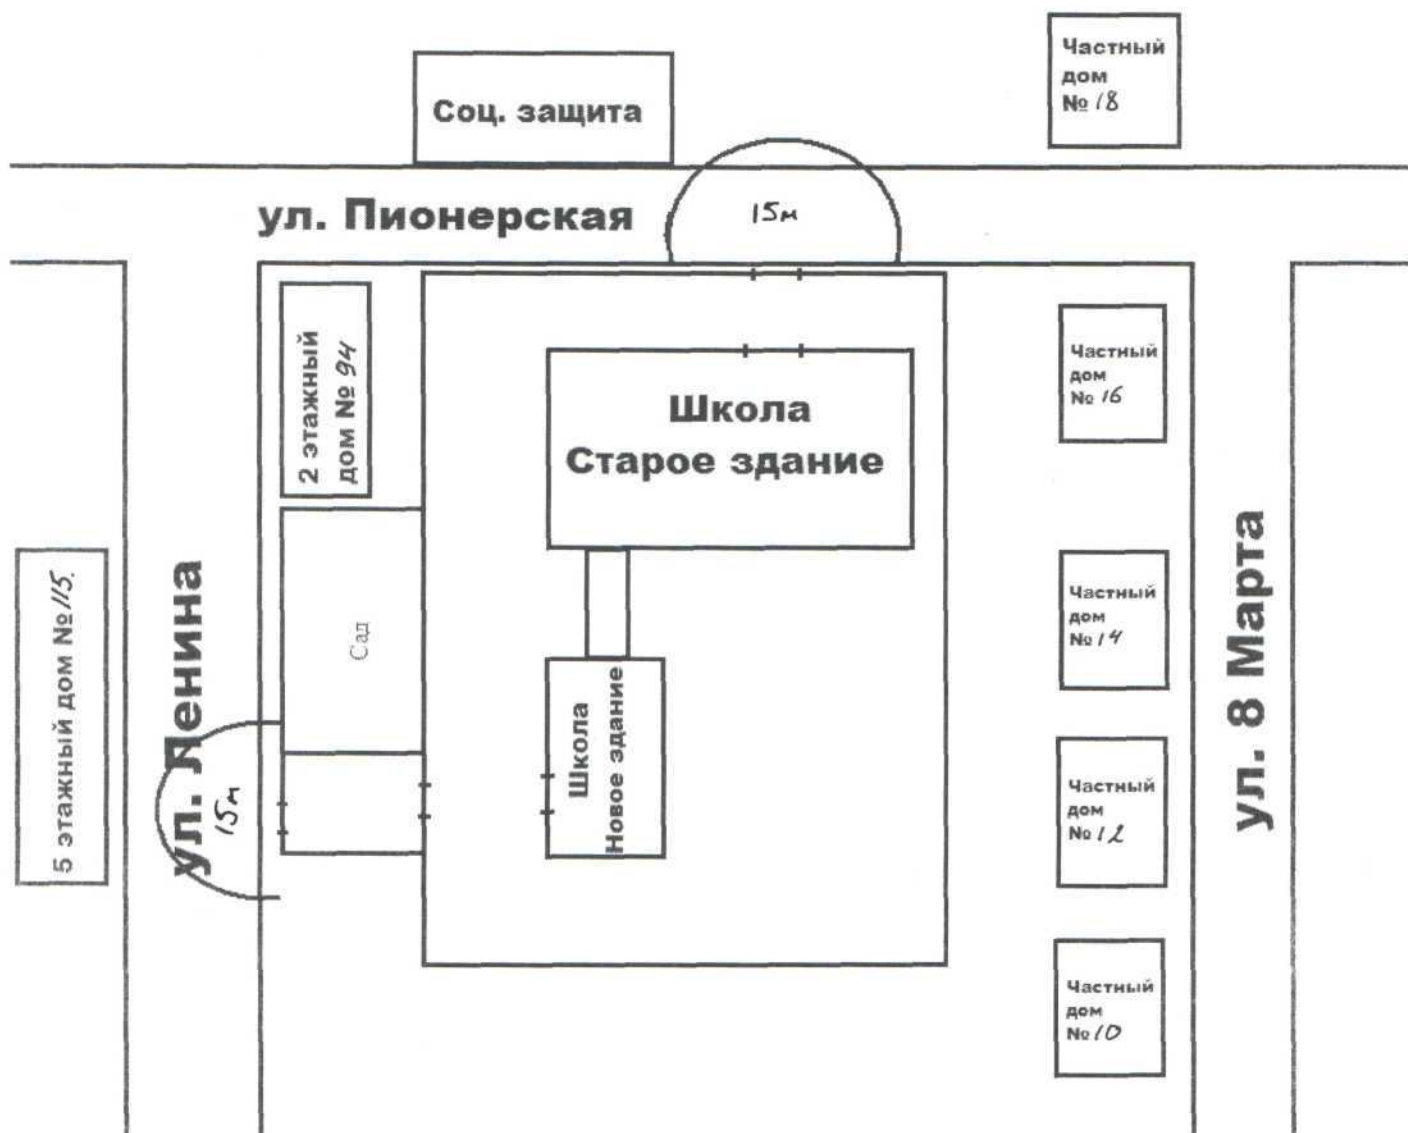 Частный
дом
№ 18
Соц. защита
ул. Пионерская
15м
2 этажный
дом № 94
Школа
Старое здание
Частный
дом
№ 16
5 этажный дом № 115.
ул. Ленина
Сад
Частный
дом
№ 14
ул. 8 Марта
15м
Школа
Новое здание
Частный
дом
№ 12
Частный
дом
№ 10